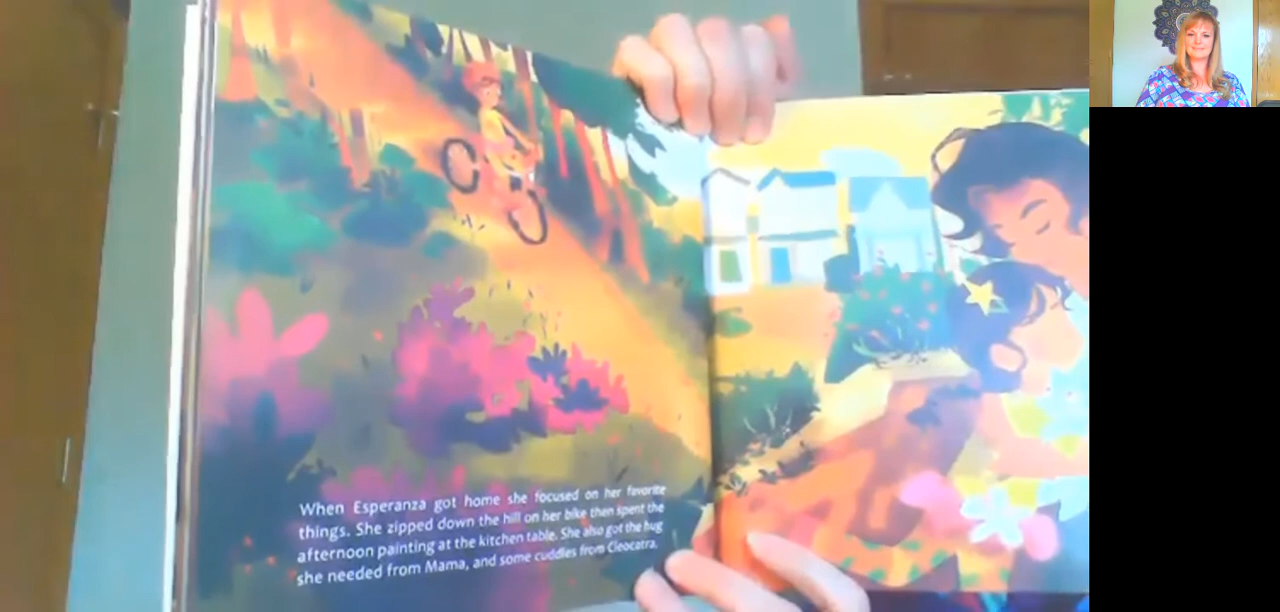 When Esperanza got home she focused on her favorite
things. She zipped down the hill on her bike then spent the
afternoon painting at the kitchen table. She also got the hug
she needed from Mama, and some cuddles from Cleocatra.